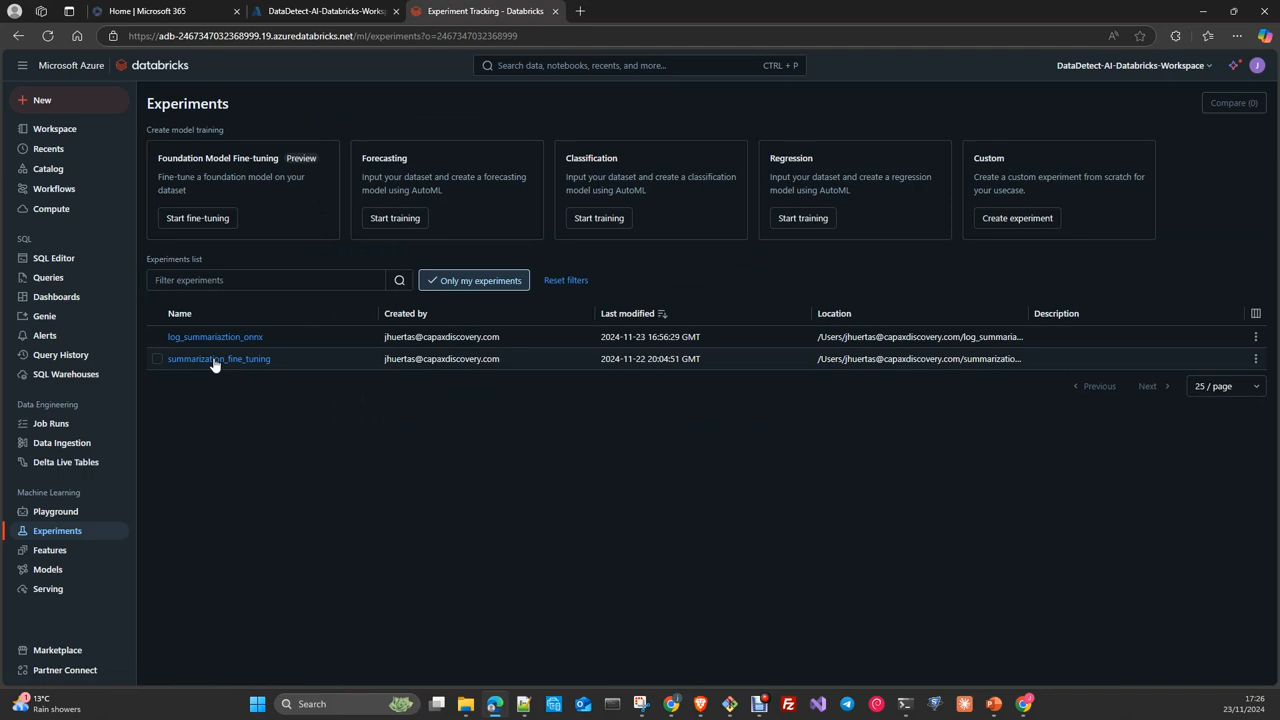 Home | Microsoft 365
DataDetect-AI-Databricks-Worksp
Experiment Tracking - Databricks
https://adb-2467347032368999.19.azuredatabricks.net/ml/experiments?o=2467347032368999
Microsoft Azure
databricks
Search data, notebooks, recents, and more...
CTRL + P
DataDetect-AI-Databricks-Workspace
J
New
Workspace
Recents
Catalog
Workflows
Compute
SQL
SQL Editor
Queries
Dashboards
Genie
Alerts
Query History
SQL Warehouses
Data Engineering
Job Runs
Data Ingestion
Delta Live Tables
Machine Learning
Playground
Experiments
Features
Models
Serving
Marketplace
Partner Connect
Experiments
Compare (0)
Create model training
Foundation Model Fine-tuning Preview
Fine-tune a foundation model on your
dataset
Start fine-tuning
Forecasting
Input your dataset and create a forecasting
model using AutoML
Start training
Classification
Input your dataset and create a classification
model using AutoML
Start training
Regression
Input your dataset and create a regression
model using AutoML
Start training
Custom
Create a custom experiment from scratch for
your usecase.
Create experiment
Experiments list
Filter experiments
Only my experiments
Reset filters
Name Created by Last modified Location Description
log_summariaztion_onnx jhuertas@capaxdiscovery.com 2024-11-23 16:56:29 GMT /Users/jhuertas@capaxdiscovery.com/log_summaria...
summarization_fine_tuning jhuertas@capaxdiscovery.com 2024-11-22 20:04:51 GMT /Users/jhuertas@capaxdiscovery.com/summarizatio...
Previous Next 25 / page
13°C
Rain showers
Search
17:26
23/11/2024